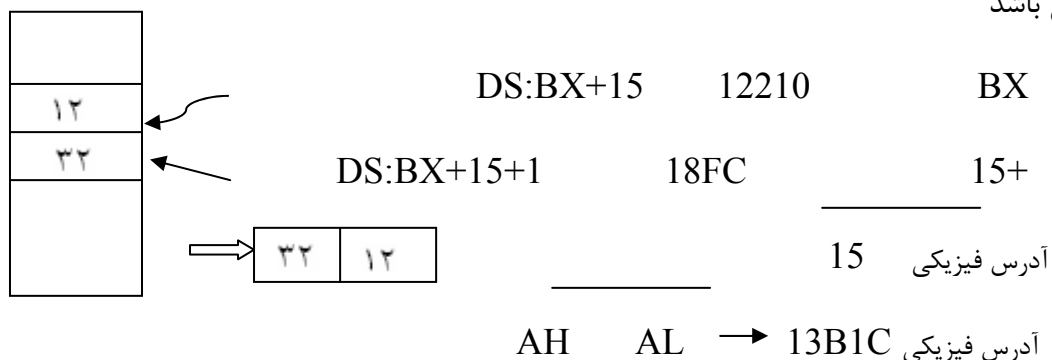 باشد
۱۲
DS:BX+15 12210 BX
۳۲
DS:BX+15+1 18FC 15+
۳۲ ۱۲
15 آدرس فیزیکی
AH AL → 13B1C آدرس فیزیکی